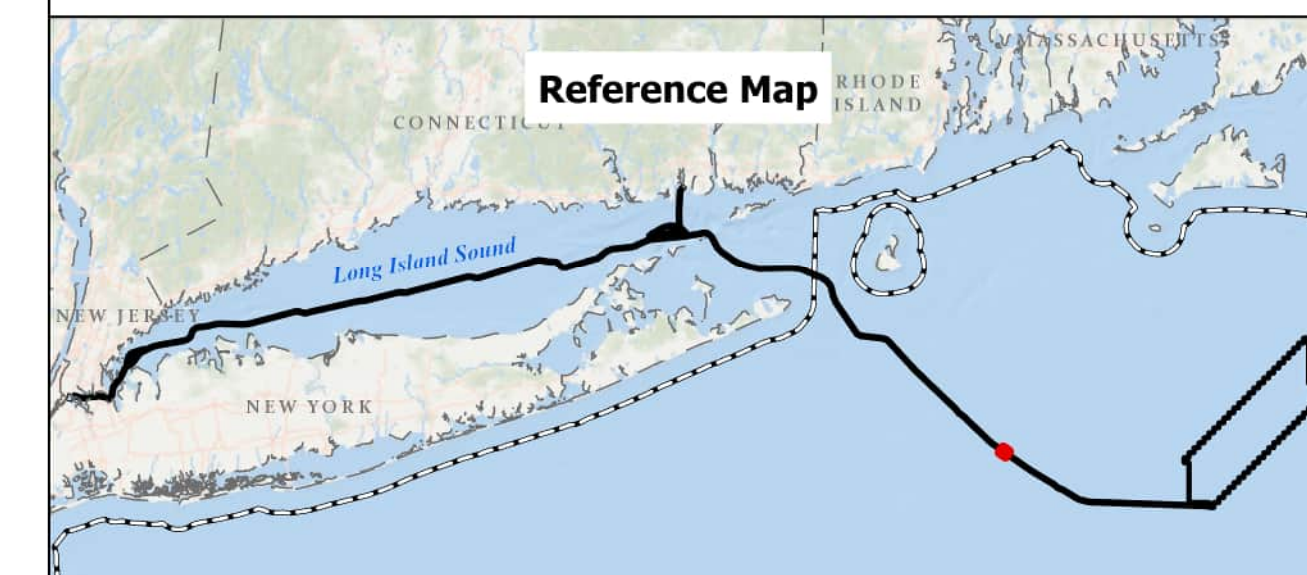 MASSACHUSETTS
Reference Map
RHODE
ISLAND
CONNECTICUT
Long Island Sound
NEW JERSEY
NEW YORK